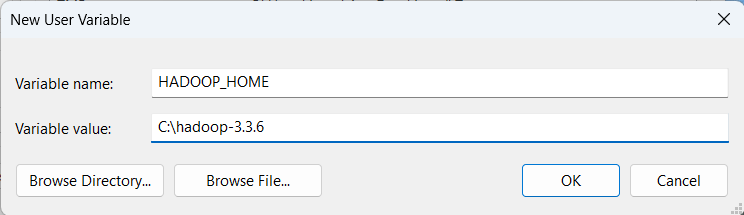 New User Variable
Variable name: HADOOP_HOME
Variable value: C:\hadoop-3.3.6
Browse Directory... Browse File... OK Cancel